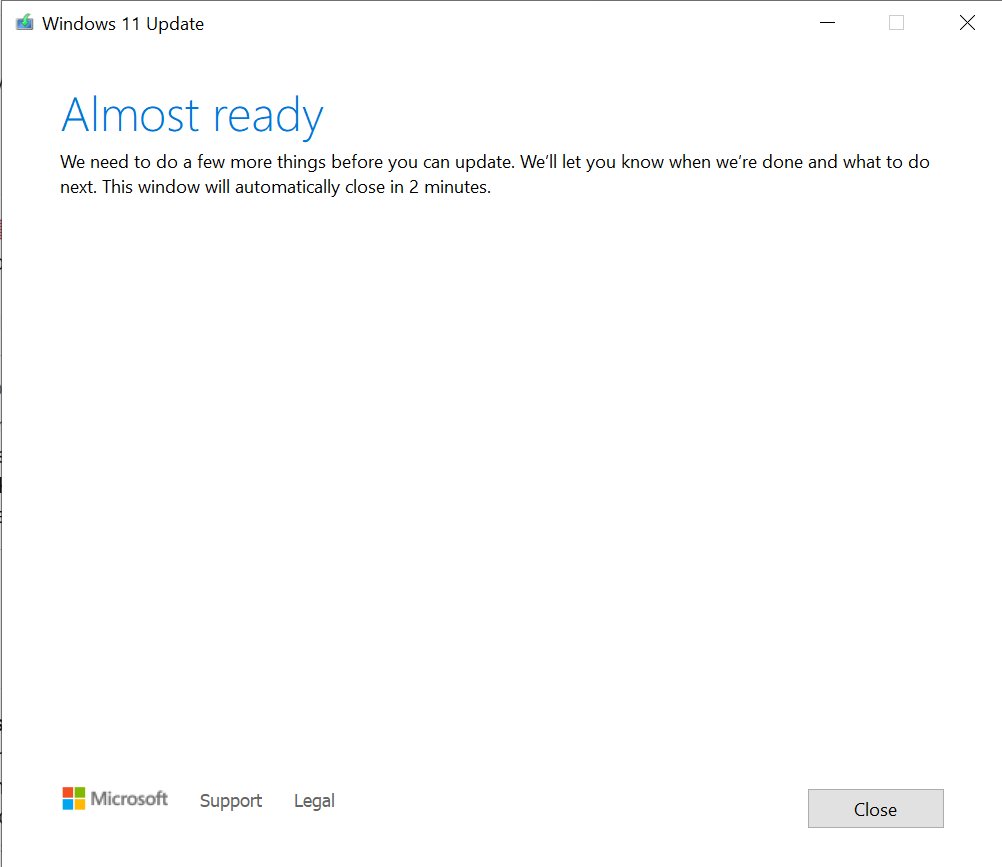 Windows 11 Update
Almost ready
We need to do a few more things before you can update. We’ll let you know when we’re done and what to do
next. This window will automatically close in 2 minutes.
Microsoft
Support
Legal
Close